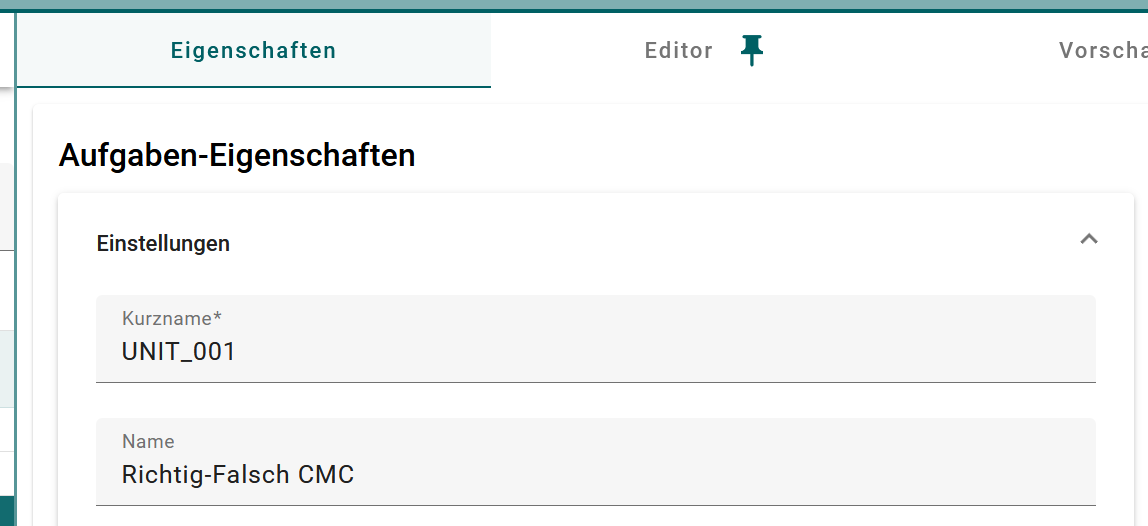 Eigenschaften
Editor
Aufgaben-Eigenschaften
Einstellungen
Kurzname*
UNIT_001
Name
Richtig-Falsch CMC